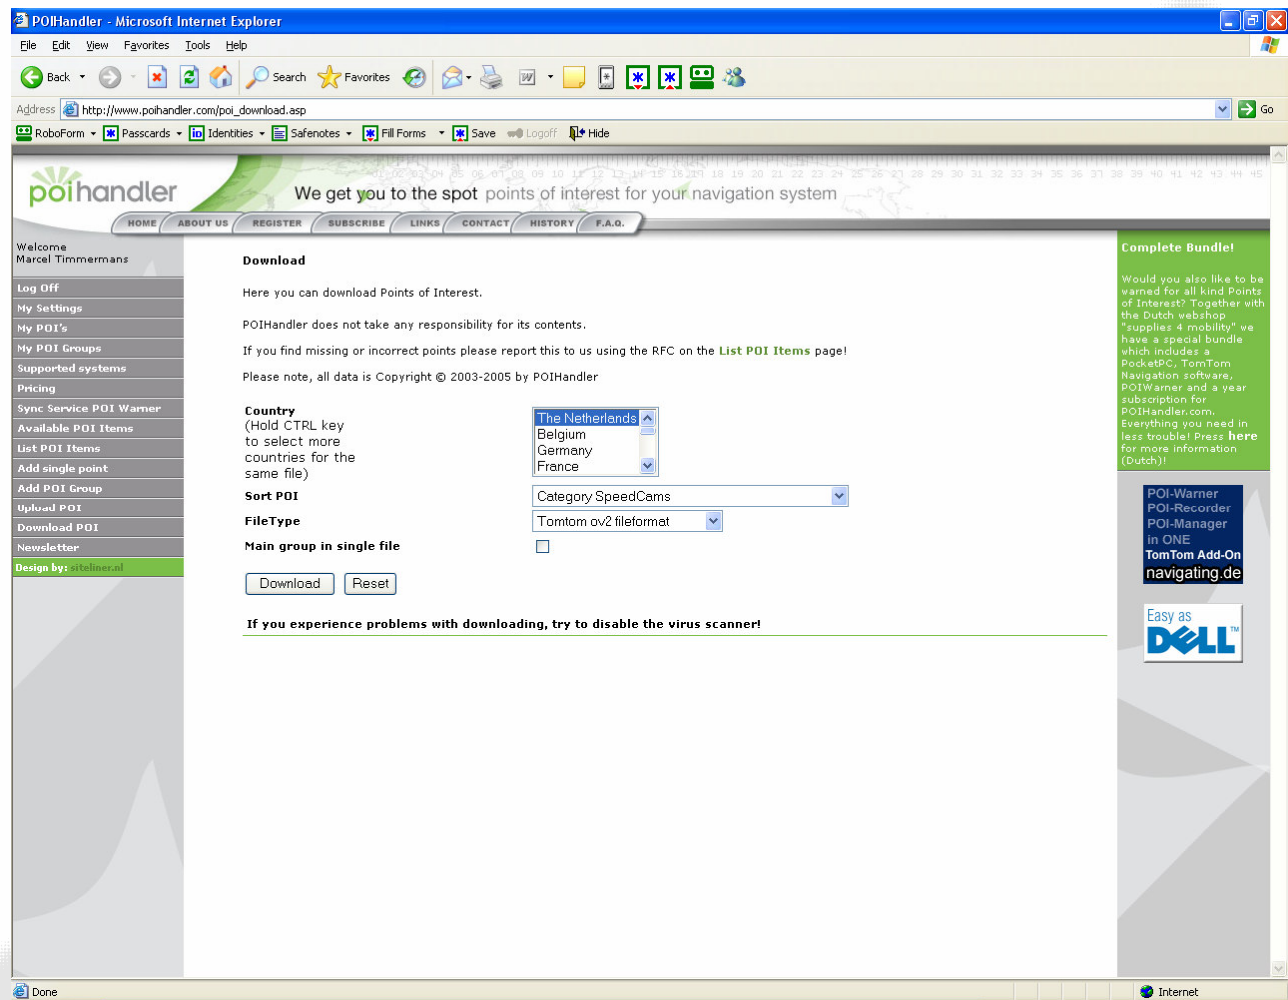 POIHandler - Microsoft Internet Explorer
File Edit View Favorites Tools Help
Back Search Favorites
Address http://www.poihandler.com/poi_download.asp Go
RoboForm Passcards Identities Safenotes Fill Forms Save Logoff Hide
poihandler
We get you to the spot points of interest for your navigation system
HOME ABOUT US REGISTER SUBSCRIBE LINKS CONTACT HISTORY F.A.Q.
Welcome
Marcel Timmermans
Log Off
My Settings
My POI's
My POI Groups
Supported systems
Pricing
Sync Service POI Warner
Available POI Items
List POI Items
Add single point
Add POI Group
Upload POI
Download POI
Newsletter
Design by: siteliner.nl
Download
Here you can download Points of Interest.
POIHandler does not take any responsibility for its contents.
If you find missing or incorrect points please report this to us using the RFC on the List POI Items page!
Please note, all data is Copyright © 2003-2005 by POIHandler
Country
(Hold CTRL key
to select more
countries for the
same file)
The Netherlands
Belgium
Germany
France
Sort POI Category SpeedCams
FileType Tomtom ov2 fileformat
Main group in single file
Download Reset
If you experience problems with downloading, try to disable the virus scanner!
Complete Bundle!
Would you also like to be
warned for all kind Points
of Interest? Together with
the Dutch webshop
"supplies 4 mobility" we
have a special bundle
which includes a
PocketPC, TomTom
Navigation software,
POIWarner and a year
subscription for
POIHandler.com.
Everything you need in
less trouble! Press here
for more information
(Dutch)!
POI-Warner
POI-Recorder
POI-Manager
in ONE
TomTom Add-On
navigating.de
Easy as
DELL™
Done Internet